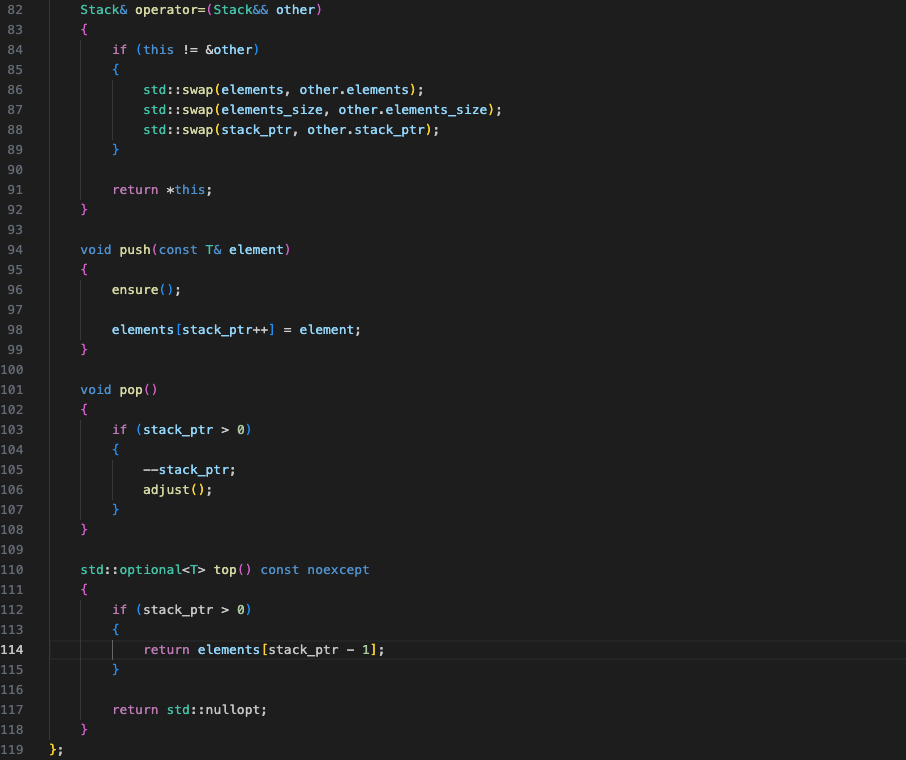 82 Stack& operator=(Stack&& other)
83 {
84 if (this != &other)
85 {
86 std::swap(elements, other.elements);
87 std::swap(elements_size, other.elements_size);
88 std::swap(stack_ptr, other.stack_ptr);
89 }
90
91 return *this;
92 }
93
94 void push(const T& element)
95 {
96 ensure();
97
98 elements[stack_ptr++] = element;
99 }
100
101 void pop()
102 {
103 if (stack_ptr > 0)
104 {
105 --stack_ptr;
106 adjust();
107 }
108 }
109
110 std::optional<T> top() const noexcept
111 {
112 if (stack_ptr > 0)
113 {
114 return elements[stack_ptr - 1];
115 }
116
117 return std::nullopt;
118 }
119 };